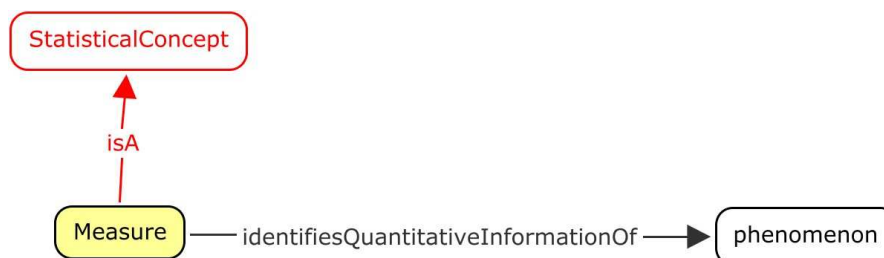 StatisticalConcept
isA
Measure
identifiesQuantitativeInformationOf
phenomenon